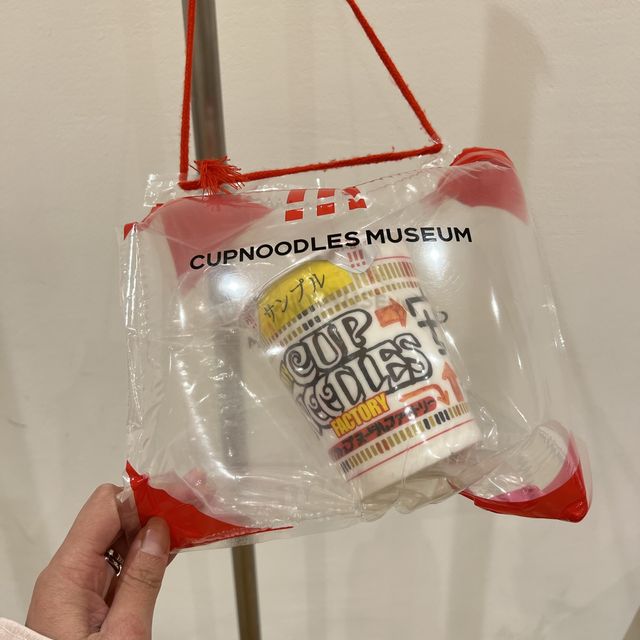 CUPNOODLES MUSEUM
サンプル
CUP
NOODLES
FACTORY